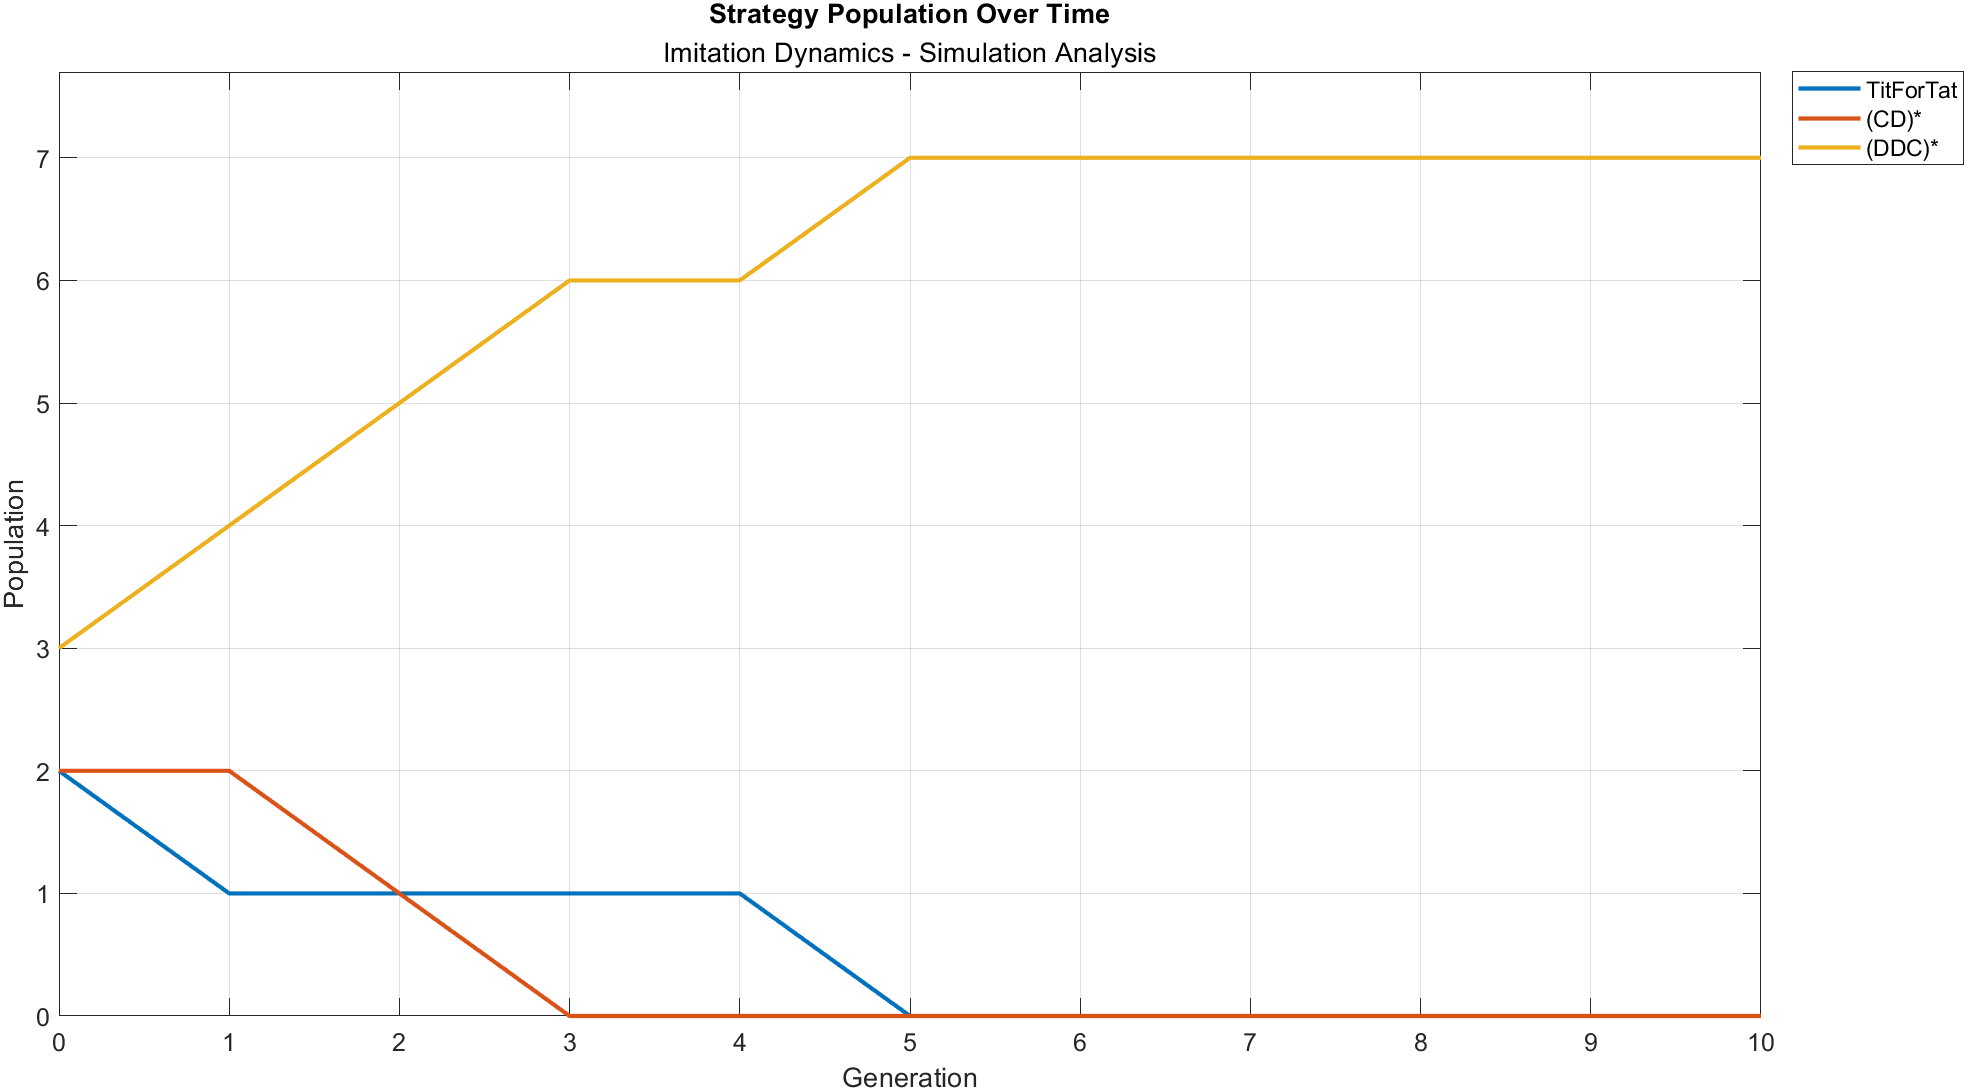 Strategy Population Over Time
Imitation Dynamics - Simulation Analysis
TitForTat
(CD)*
(DDC)*
7
6
5
4
3
2
1
0
Population
0 1 2 3 4 5 6 7 8 9 10
Generation